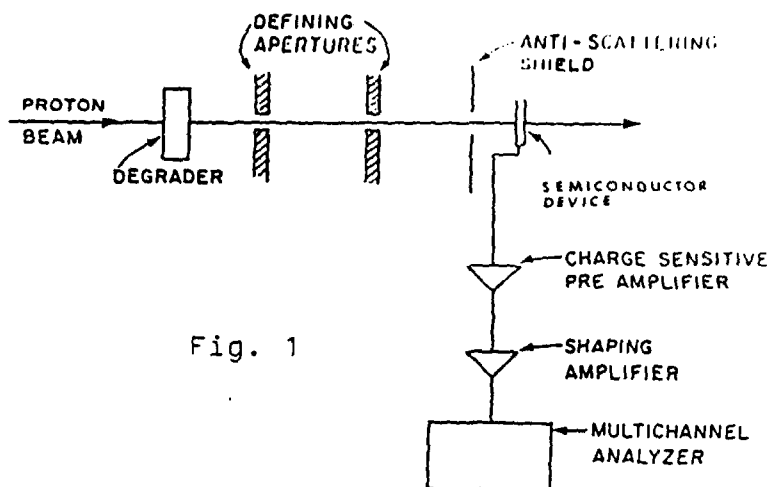 DEFINING
APERTURES
ANTI-SCATTERING
SHIELD
PROTON
BEAM
DEGRADER
SEMICONDUCTOR
DEVICE
CHARGE SENSITIVE
PRE AMPLIFIER
Fig. 1
SHAPING
AMPLIFIER
MULTICHANNEL
ANALYZER